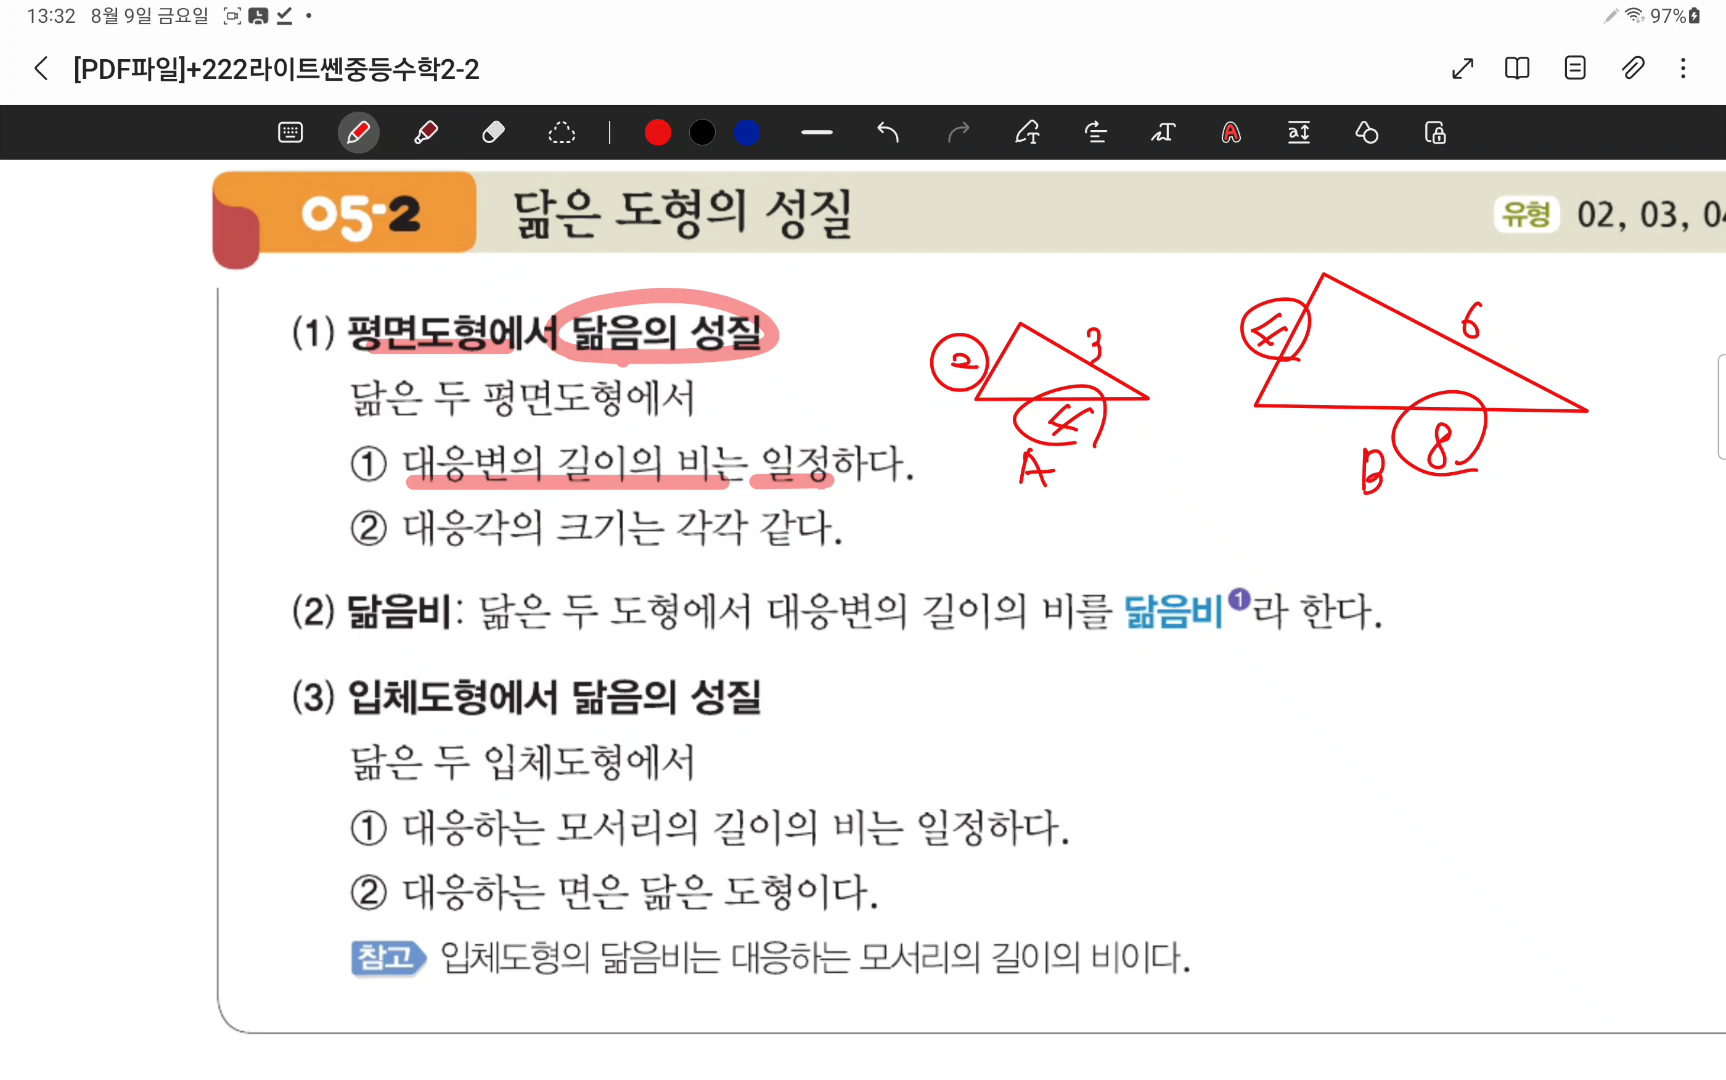 13:32 8월 9일 금요일
97%
[PDF파일]+222라이트쎈중등수학2-2
05-2 닮은 도형의 성질
유형 02, 03, 04
(1) 평면도형에서 닮음의 성질
닮은 두 평면도형에서
① 대응변의 길이의 비는 일정하다.
② 대응각의 크기는 각각 같다.
2 3 4 A
4 6 8 B
(2) 닮음비: 닮은 두 도형에서 대응변의 길이의 비를 닮음비❶라 한다.
(3) 입체도형에서 닮음의 성질
닮은 두 입체도형에서
① 대응하는 모서리의 길이의 비는 일정하다.
② 대응하는 면은 닮은 도형이다.
참고 입체도형의 닮음비는 대응하는 모서리의 길이의 비이다.